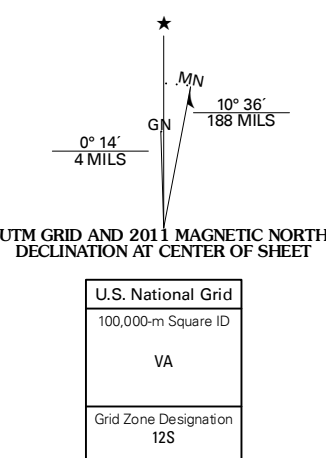 ★
MN
GN
0° 14´
4 MILS
10° 36´
188 MILS
UTM GRID AND 2011 MAGNETIC NORTH
DECLINATION AT CENTER OF SHEET
U.S. National Grid
100,000-m Square ID
VA
Grid Zone Designation
12S